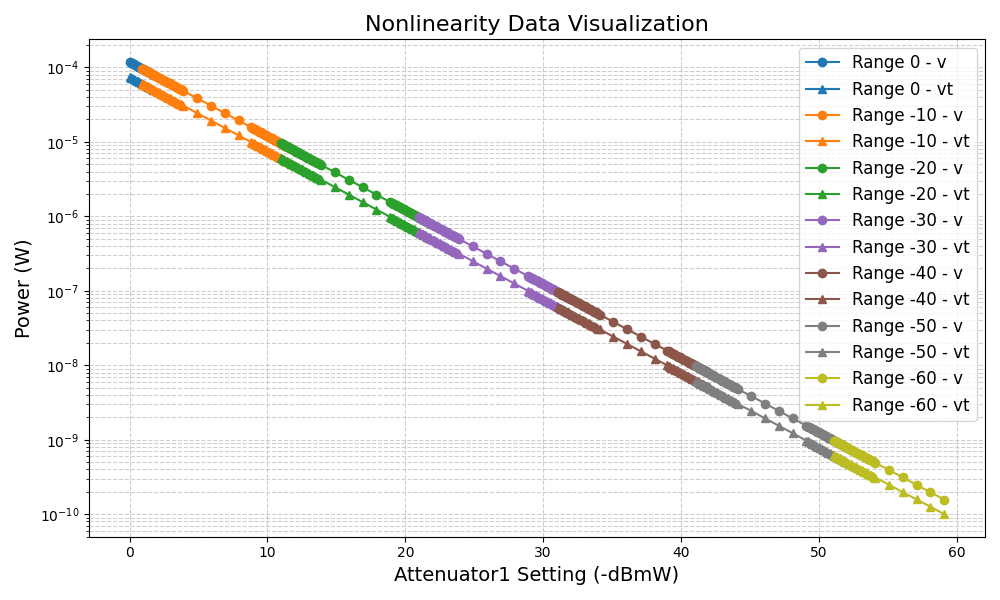 Nonlinearity Data Visualization
Power (W)
10⁻⁴
10⁻⁵
10⁻⁶
10⁻⁷
10⁻⁸
10⁻⁹
10⁻¹⁰
Range 0 - v
Range 0 - vt
Range -10 - v
Range -10 - vt
Range -20 - v
Range -20 - vt
Range -30 - v
Range -30 - vt
Range -40 - v
Range -40 - vt
Range -50 - v
Range -50 - vt
Range -60 - v
Range -60 - vt
0 10 20 30 40 50 60
Attenuator1 Setting (-dBmW)